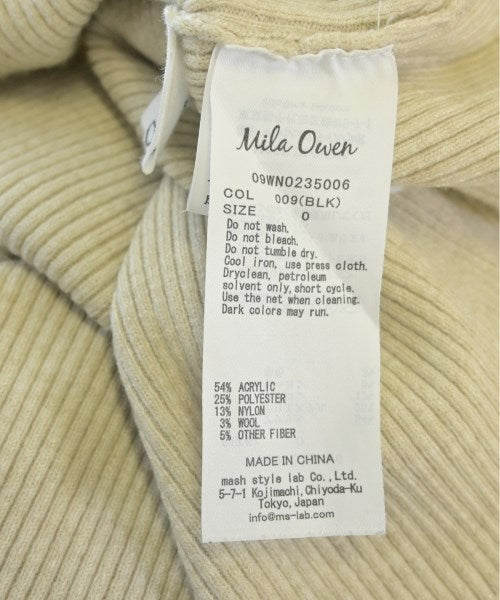 Mila Owen
09WN0235006
COL 009(BLK)
SIZE 0
Do not wash.
Do not bleach.
Do not tumble dry.
Cool iron, use press cloth.
Dryclean, petroleum
solvent only, short cycle.
Use the net when cleaning.
Dark colors may run.
54% ACRYLIC
25% POLYESTER
13% NYLON
3% WOOL
5% OTHER FIBER
MADE IN CHINA
mash style lab Co.,Ltd.
5-7-1 Kojimachi,Chiyoda-Ku
Tokyo,Japan
info@ms-lab.com